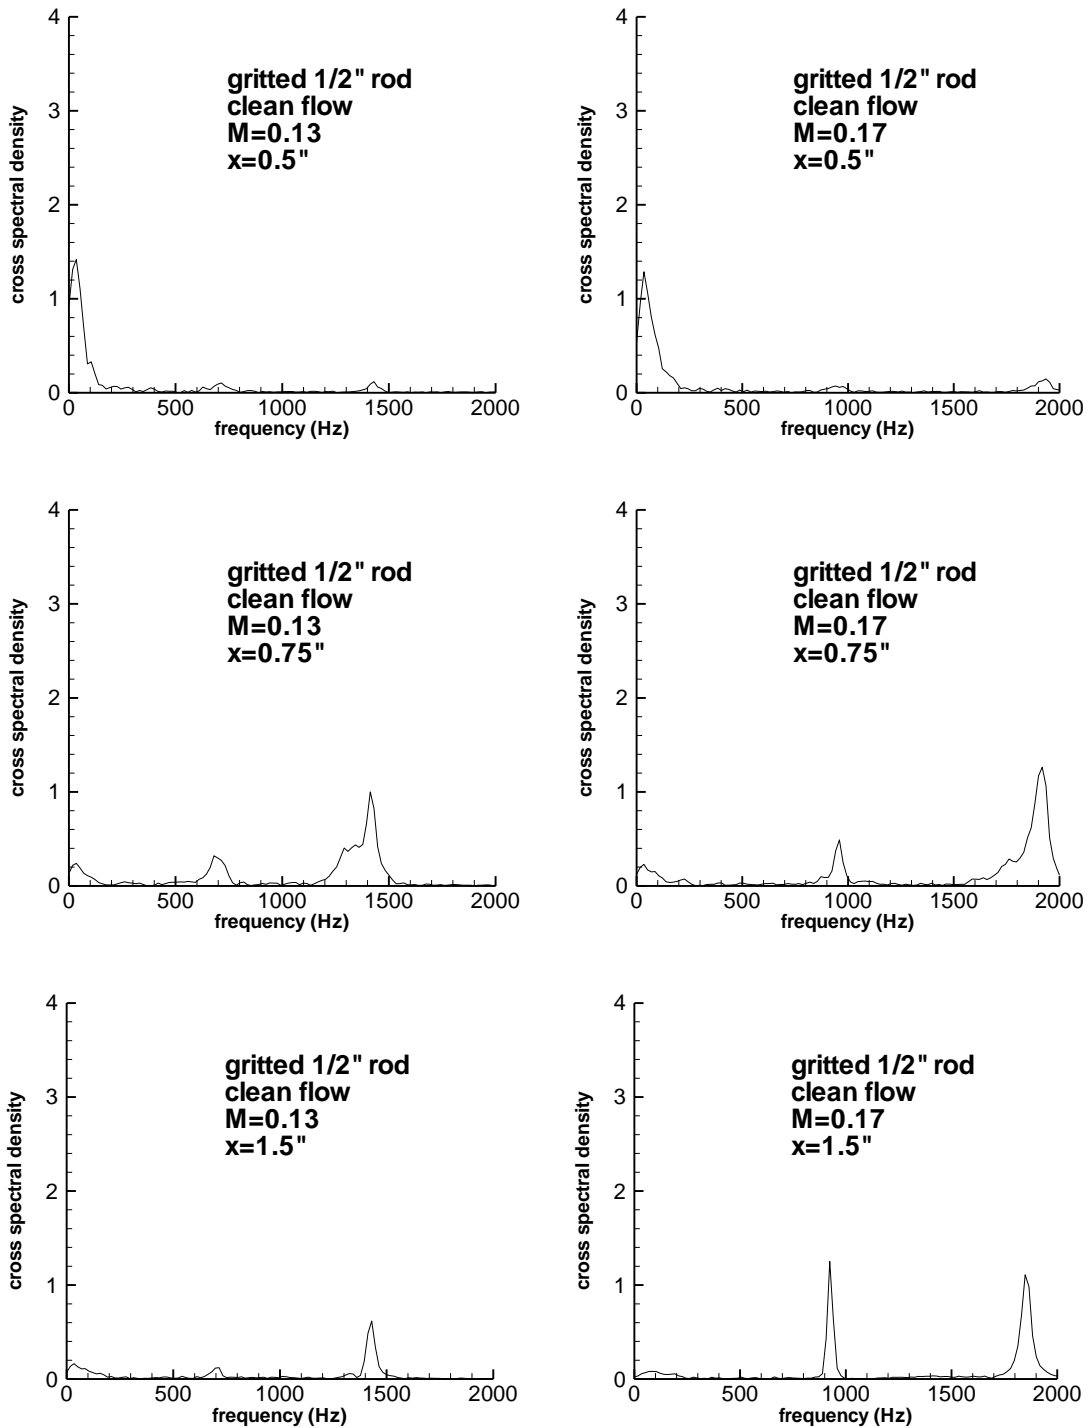 4
3
2
1
0
cross spectral density
gritted 1/2" rod
clean flow
M=0.13
x=0.5"
0 500 1000 1500 2000
frequency (Hz)
4
3
2
1
0
cross spectral density
gritted 1/2" rod
clean flow
M=0.17
x=0.5"
0 500 1000 1500 2000
frequency (Hz)
4
3
2
1
0
cross spectral density
gritted 1/2" rod
clean flow
M=0.13
x=0.75"
0 500 1000 1500 2000
frequency (Hz)
4
3
2
1
0
cross spectral density
gritted 1/2" rod
clean flow
M=0.17
x=0.75"
0 500 1000 1500 2000
frequency (Hz)
4
3
2
1
0
cross spectral density
gritted 1/2" rod
clean flow
M=0.13
x=1.5"
0 500 1000 1500 2000
frequency (Hz)
4
3
2
1
0
cross spectral density
gritted 1/2" rod
clean flow
M=0.17
x=1.5"
0 500 1000 1500 2000
frequency (Hz)